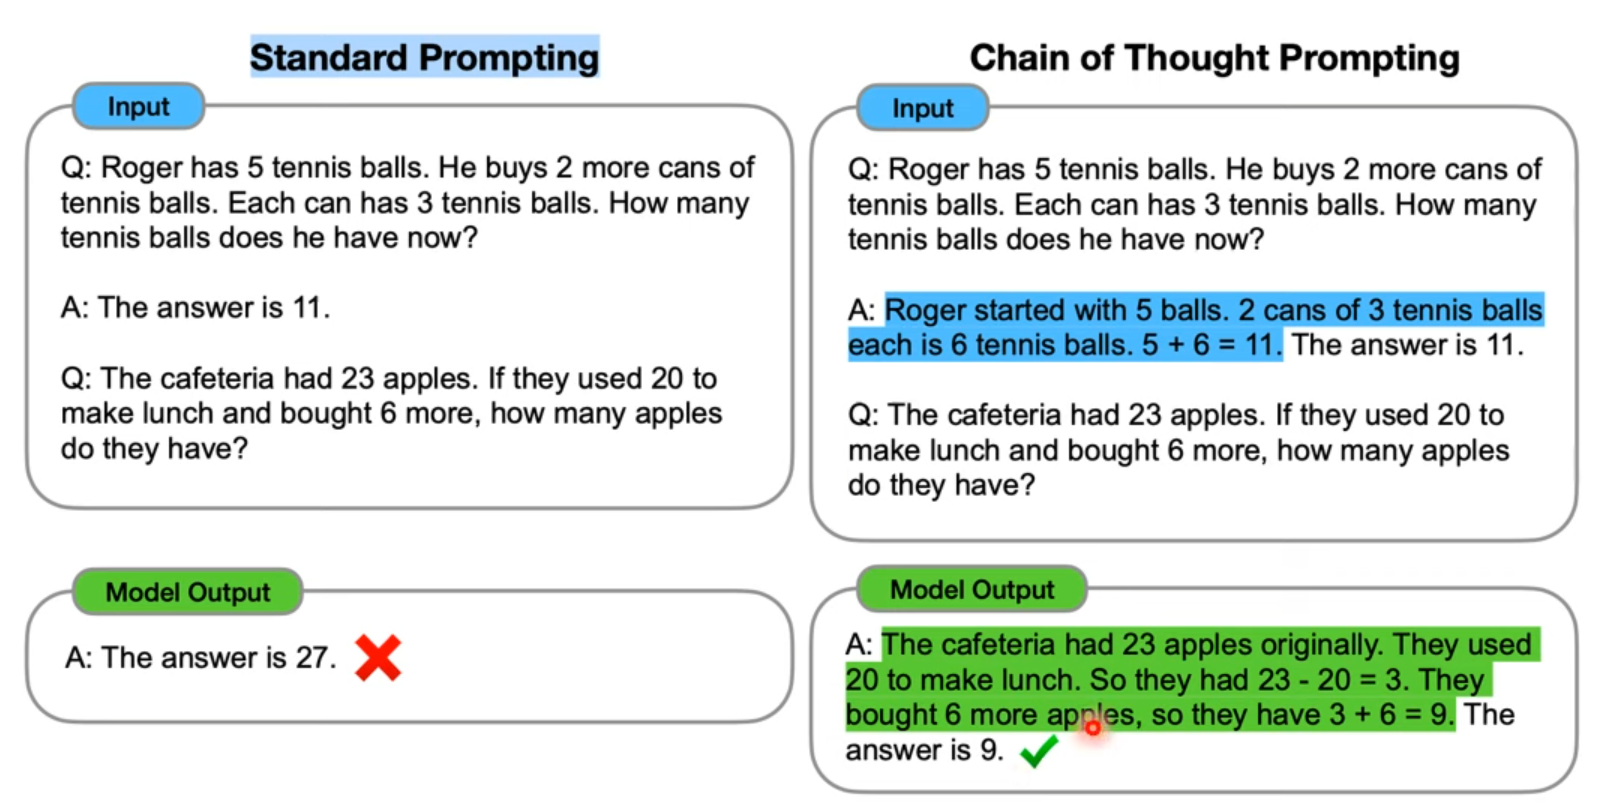 Standard Prompting
Input
Q: Roger has 5 tennis balls. He buys 2 more cans of
tennis balls. Each can has 3 tennis balls. How many
tennis balls does he have now?
A: The answer is 11.
Q: The cafeteria had 23 apples. If they used 20 to
make lunch and bought 6 more, how many apples
do they have?
Model Output
A: The answer is 27.
Chain of Thought Prompting
Input
Q: Roger has 5 tennis balls. He buys 2 more cans of
tennis balls. Each can has 3 tennis balls. How many
tennis balls does he have now?
A: Roger started with 5 balls. 2 cans of 3 tennis balls
each is 6 tennis balls. 5 + 6 = 11. The answer is 11.
Q: The cafeteria had 23 apples. If they used 20 to
make lunch and bought 6 more, how many apples
do they have?
Model Output
A: The cafeteria had 23 apples originally. They used
20 to make lunch. So they had 23 - 20 = 3. They
bought 6 more apples, so they have 3 + 6 = 9. The
answer is 9.